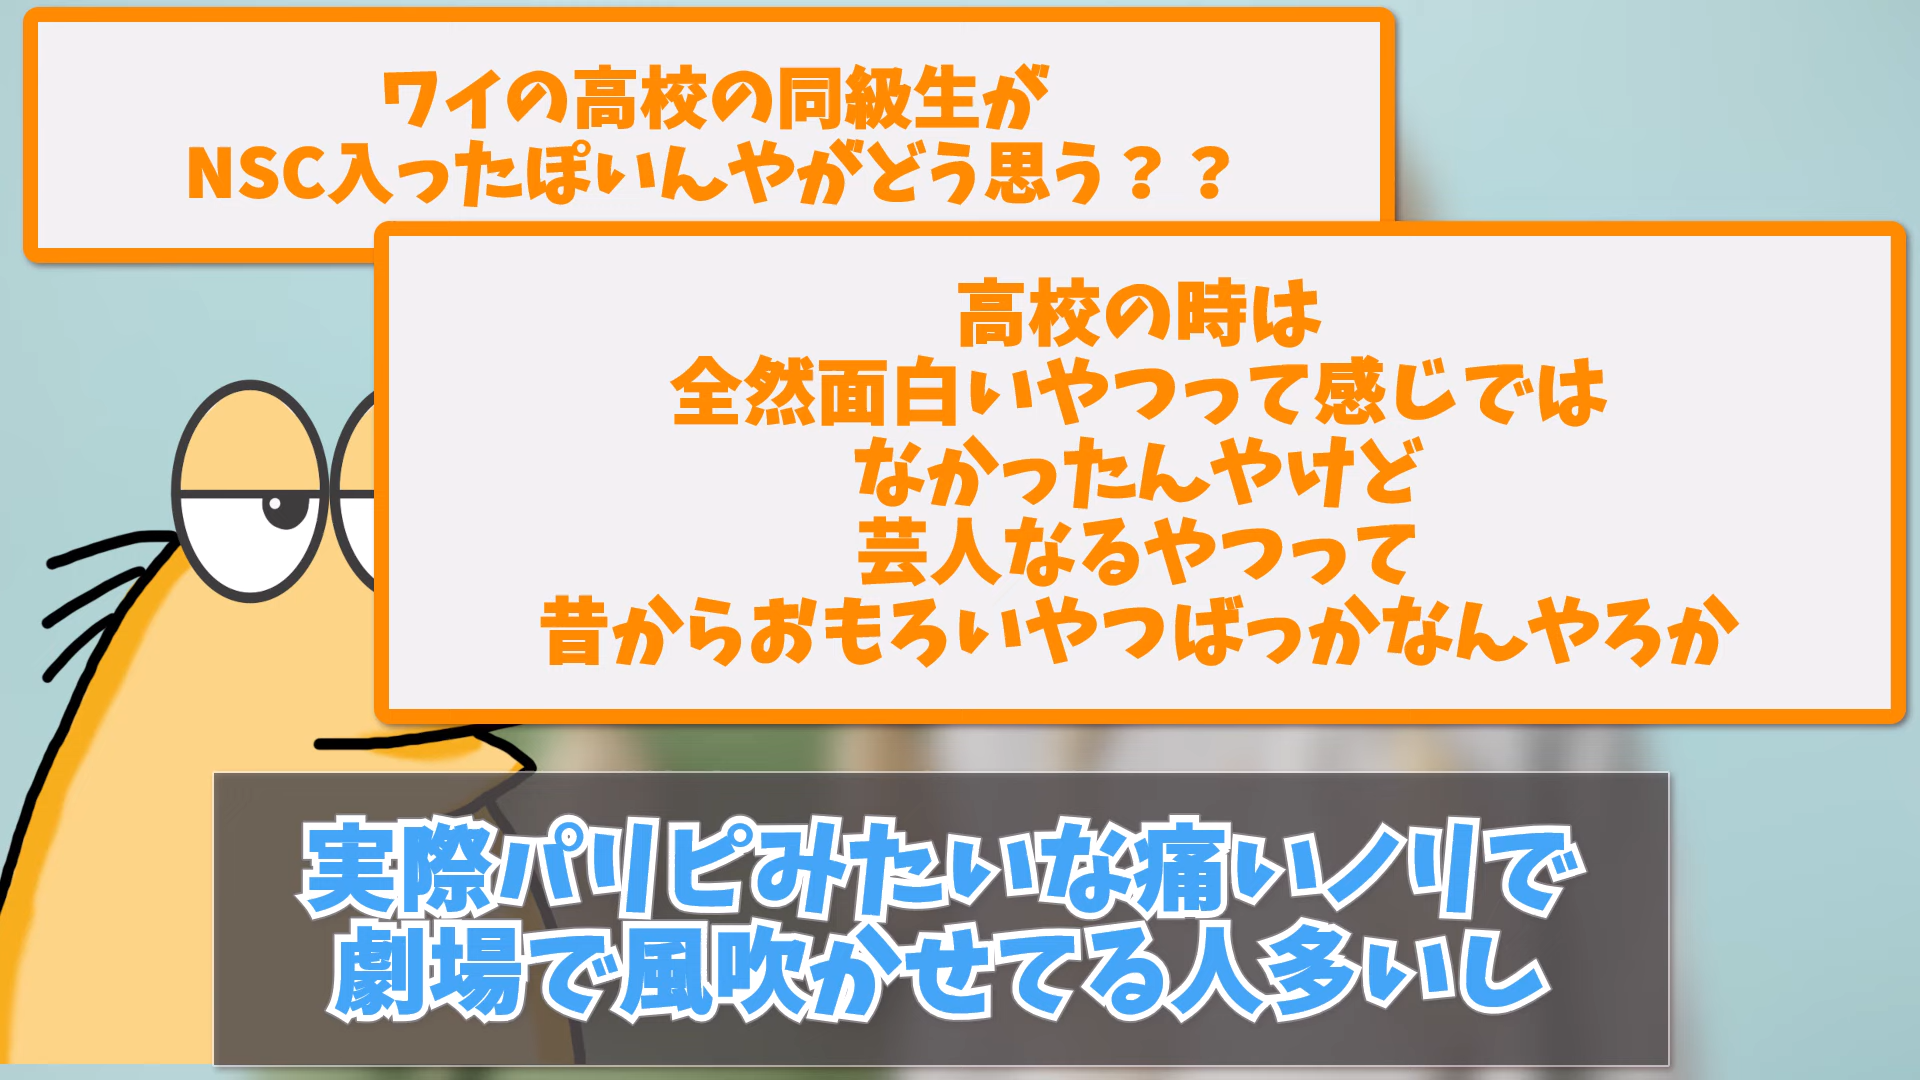 ワイの高校の同級生が
NSC入ったぽいんやがどう思う？？
高校の時は
全然面白いやつって感じでは
なかったんやけど
芸人なるやつって
昔からおもろいやつばっかなんやろか
実際パリピみたいな痛いノリで
劇場で風吹かせてる人多いし